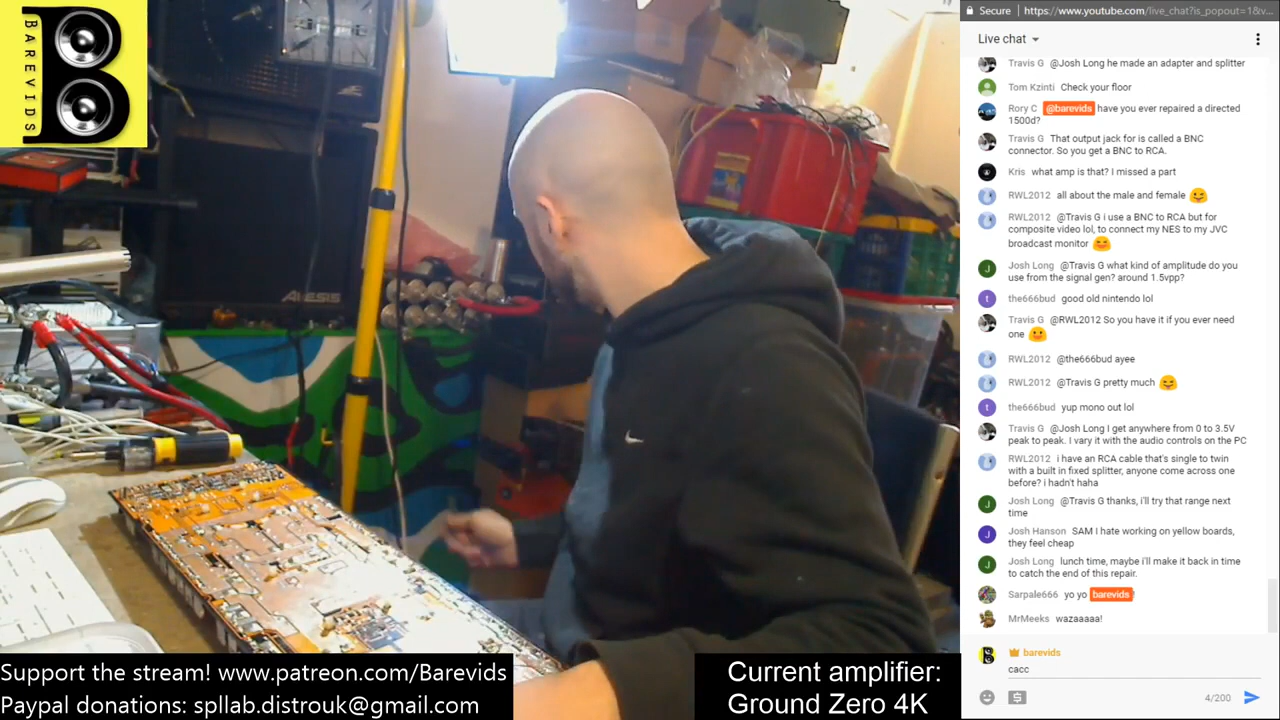 BAREVIDS
ALESIS
Support the stream! www.patreon.com/Barevids
Paypal donations: spllab.distr3uk@gmail.com
Current amplifier:
Ground Zero 4K
Secure | https://www.youtube.com/live_chat?is_popout=1&v...
Live chat
Travis G @Josh Long he made an adapter and splitter
Tom Kzinti Check your floor
Rory C @barevids have you ever repaired a directed
1500d?
Travis G That output jack for is called a BNC
connector. So you get a BNC to RCA.
Kris what amp is that? I missed a part
RWL2012 all about the male and female
RWL2012 @Travis G i use a BNC to RCA but for
composite video lol, to connect my NES to my JVC
broadcast monitor
Josh Long @Travis G what kind of amplitude do you
use from the signal gen? around 1.5vpp?
the666bud good old nintendo lol
Travis G @RWL2012 So you have it if you ever need
one
RWL2012 @the666bud ayee
RWL2012 @Travis G pretty much
the666bud yup mono out lol
Travis G @Josh Long I get anywhere from 0 to 3.5V
peak to peak. I vary it with the audio controls on the PC
RWL2012 i have an RCA cable that's single to twin
with a built in fixed splitter, anyone come across one
before? i hadn't haha
Josh Long @Travis G thanks, i'll try that range next
time
Josh Hanson SAM I hate working on yellow boards,
they feel cheap
Josh Long lunch time, maybe i'll make it back in time
to catch the end of this repair.
Sarpale666 yo yo barevids!
MrMeeks wazaaaaa!
barevids
cacc
4/200